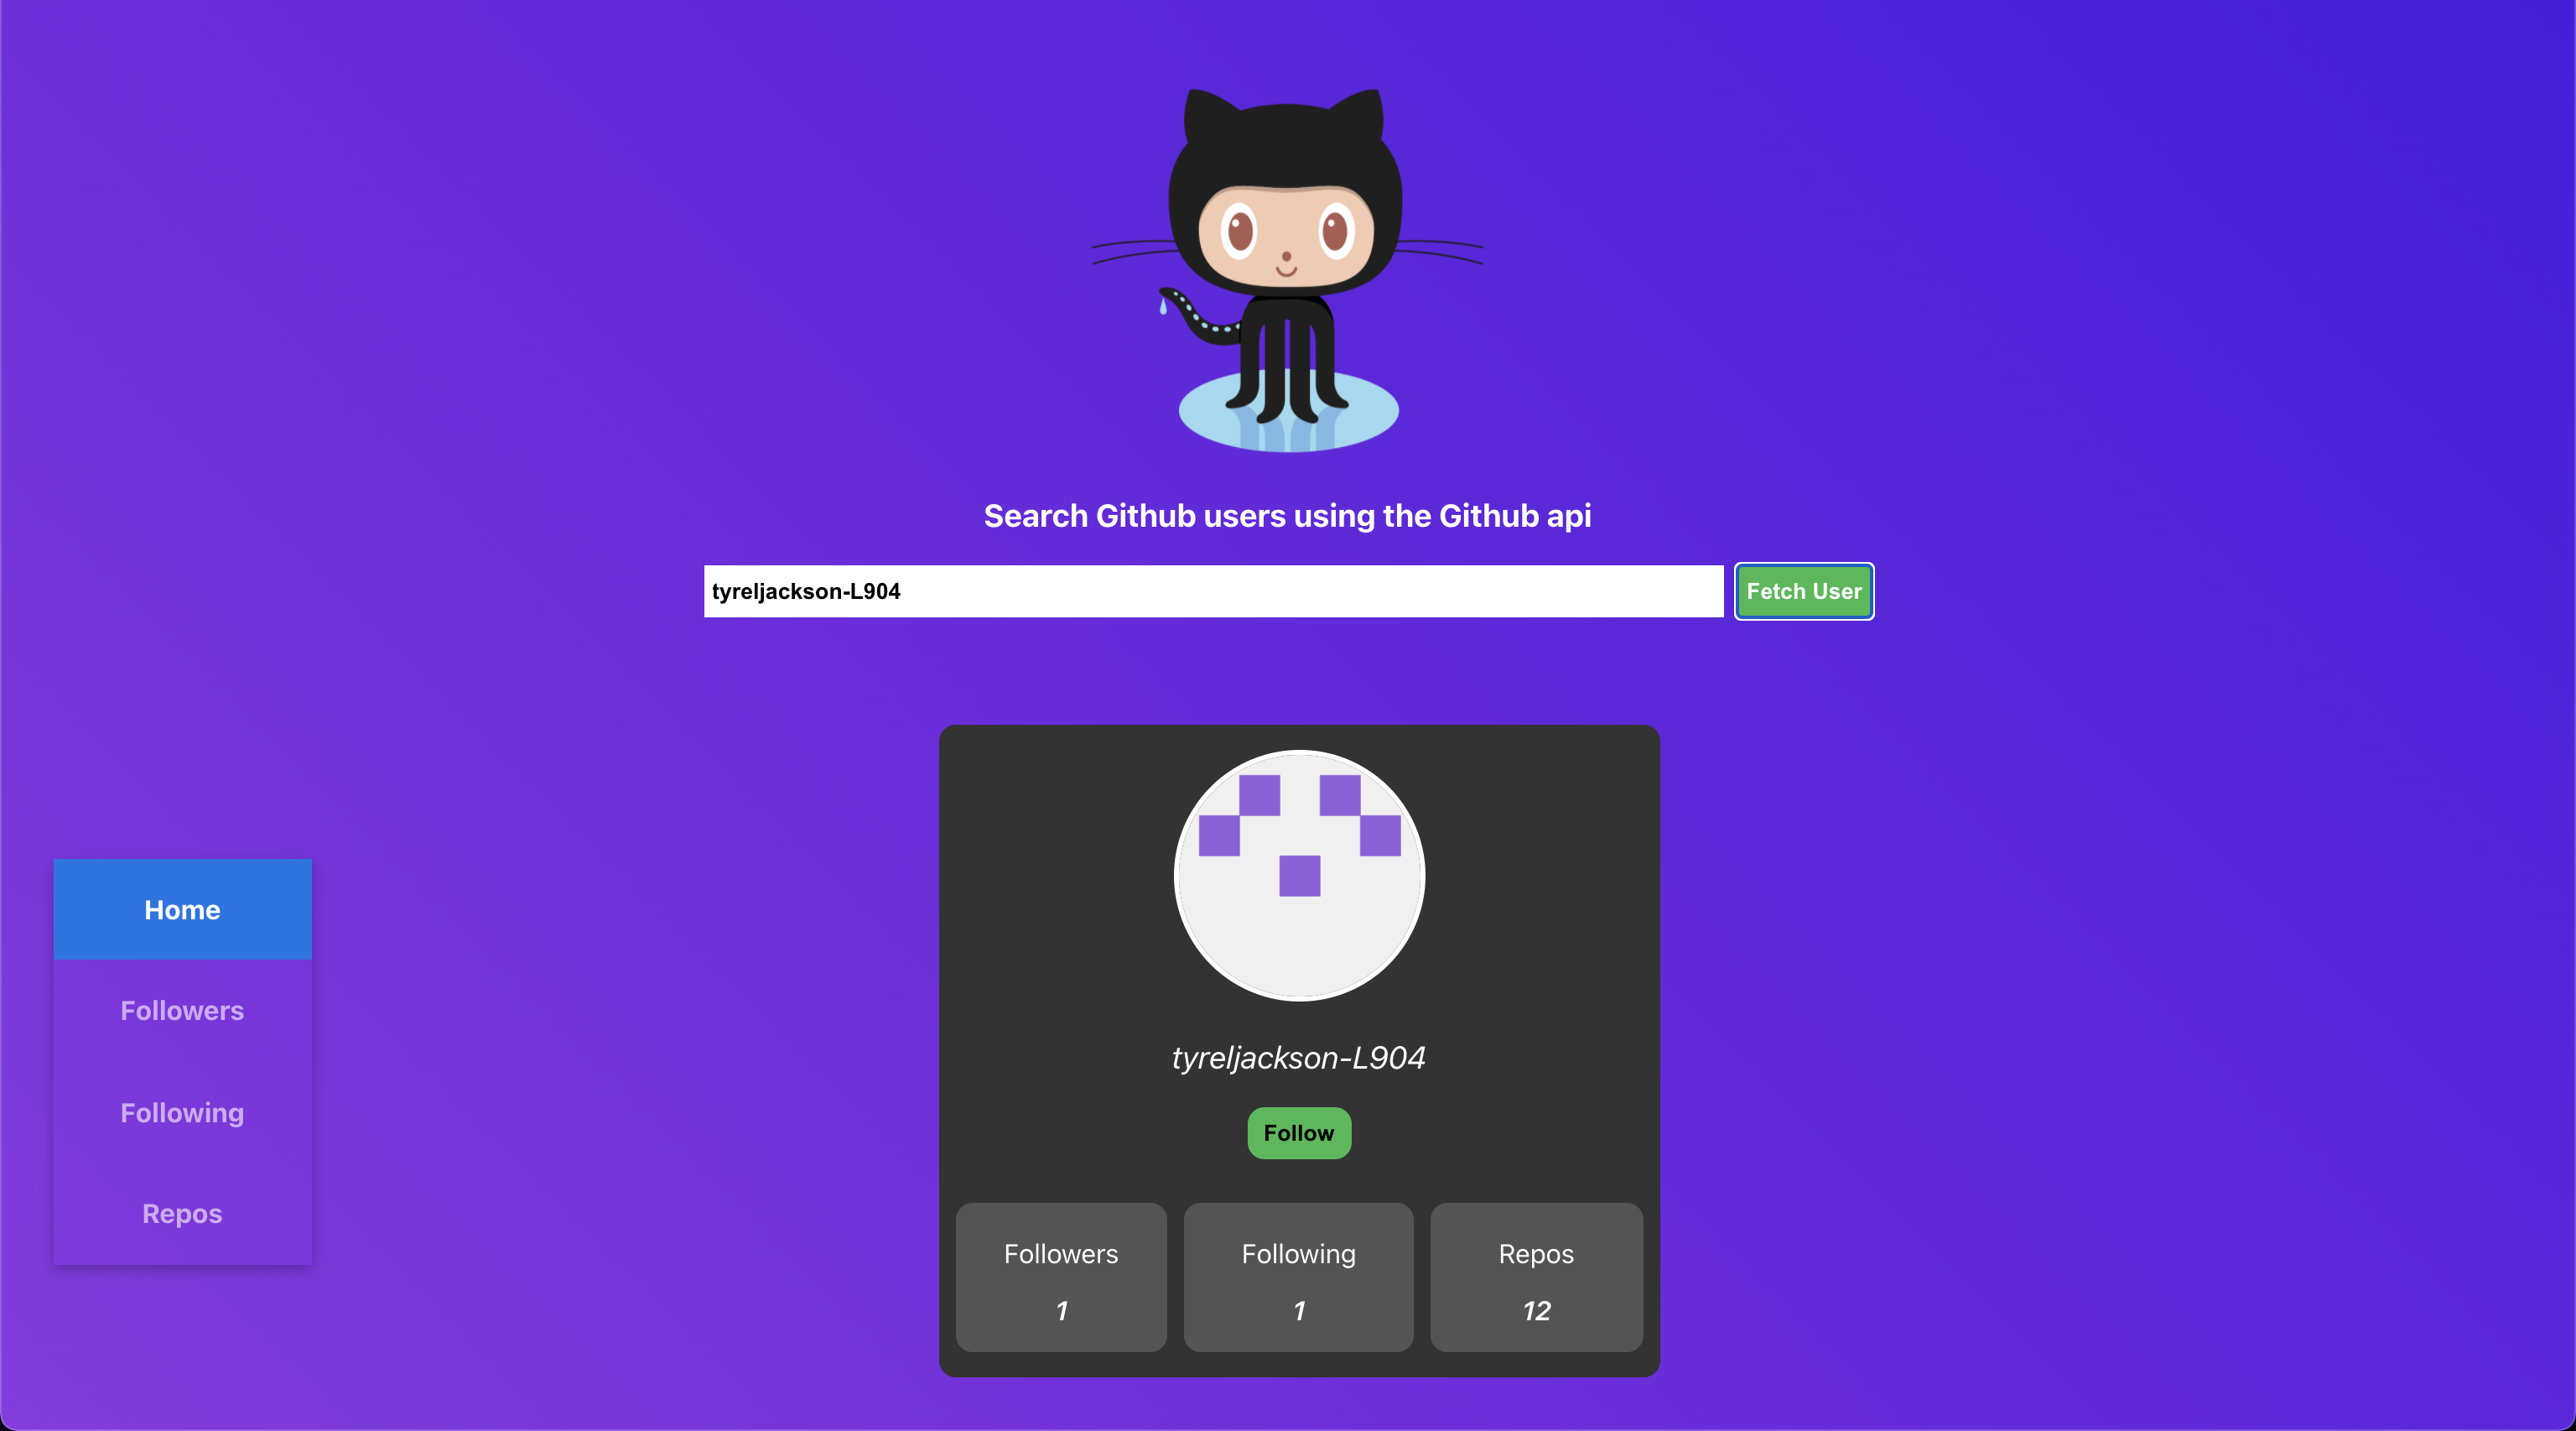 Search Github users using the Github api
tyreljackson-L904
Fetch User
Home
Followers
Following
Repos
tyreljackson-L904
Follow
Followers
1
Following
1
Repos
12